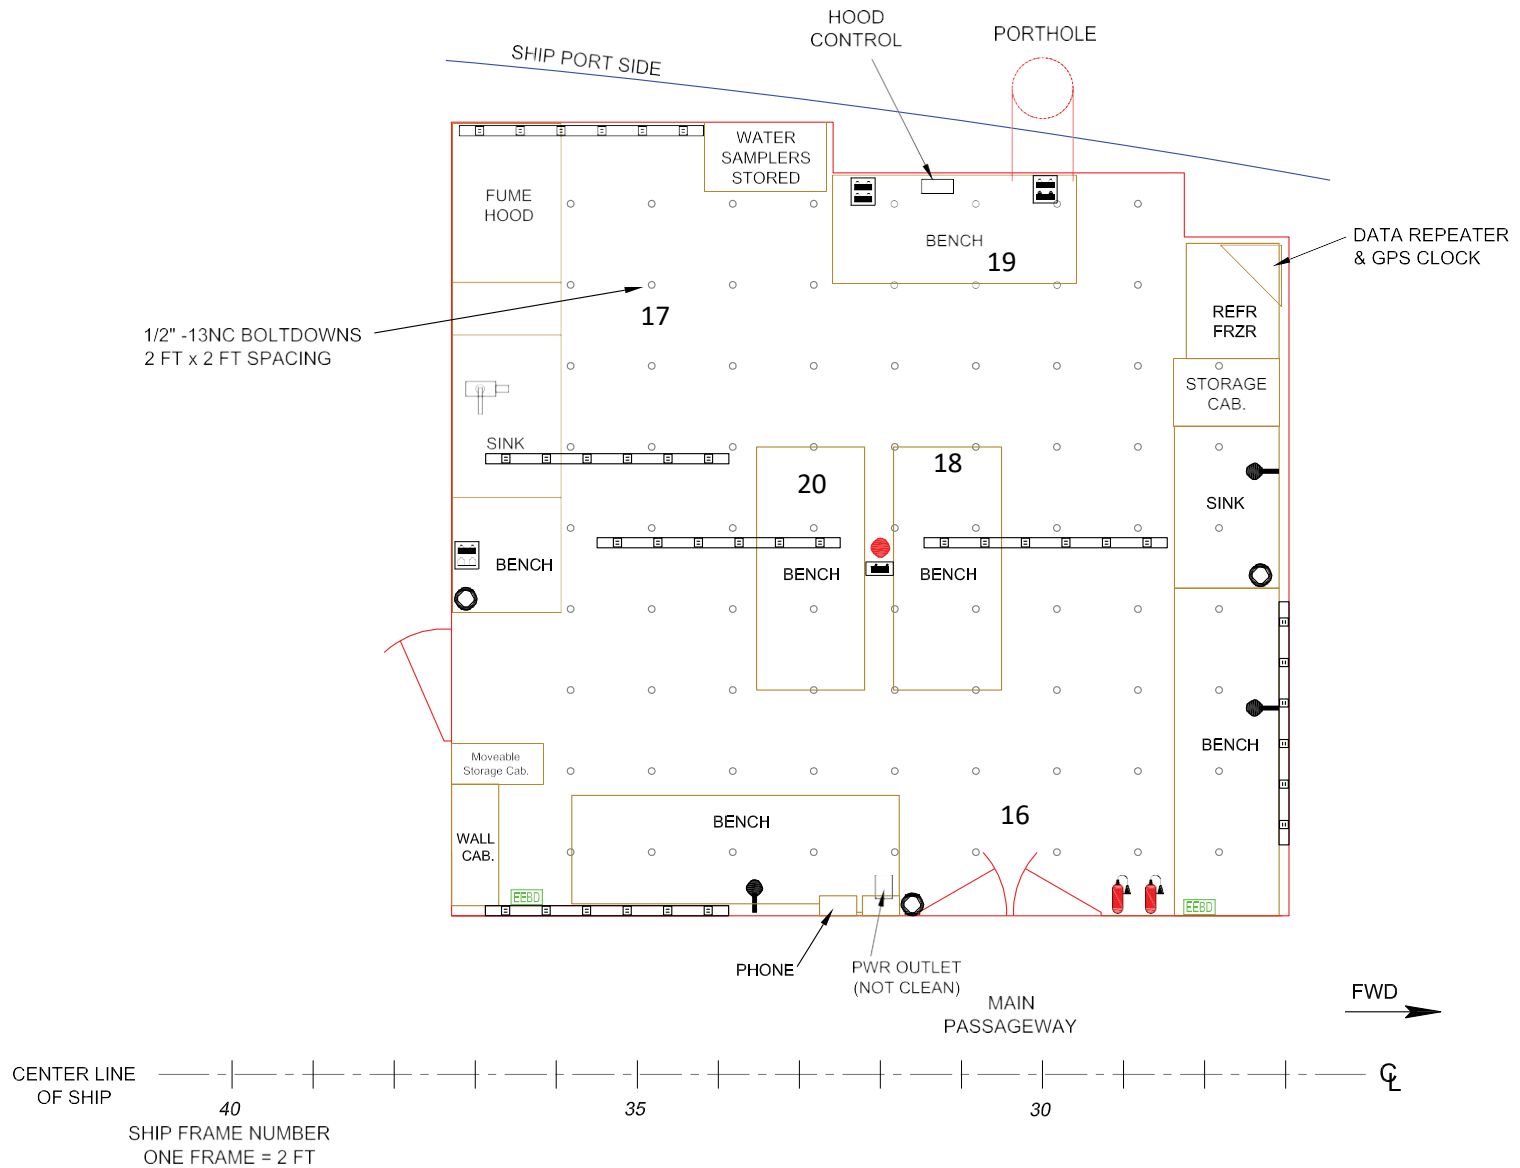 HOOD
CONTROL
PORTHOLE
SHIP PORT SIDE
WATER
SAMPLERS
STORED
FUME
HOOD
BENCH
19
DATA REPEATER
& GPS CLOCK
17
1/2" -13NC BOLTDOWNS
2 FT x 2 FT SPACING
REFR
FRZR
STORAGE
CAB.
SINK
20
18
SINK
BENCH
BENCH
BENCH
BENCH
Moveable
Storage Cab.
BENCH
16
WALL
CAB.
EEBD
EEBD
PHONE
PWR OUTLET
(NOT CLEAN)
MAIN
PASSAGEWAY
FWD
CENTER LINE
OF SHIP
CL
40
35
30
SHIP FRAME NUMBER
ONE FRAME = 2 FT